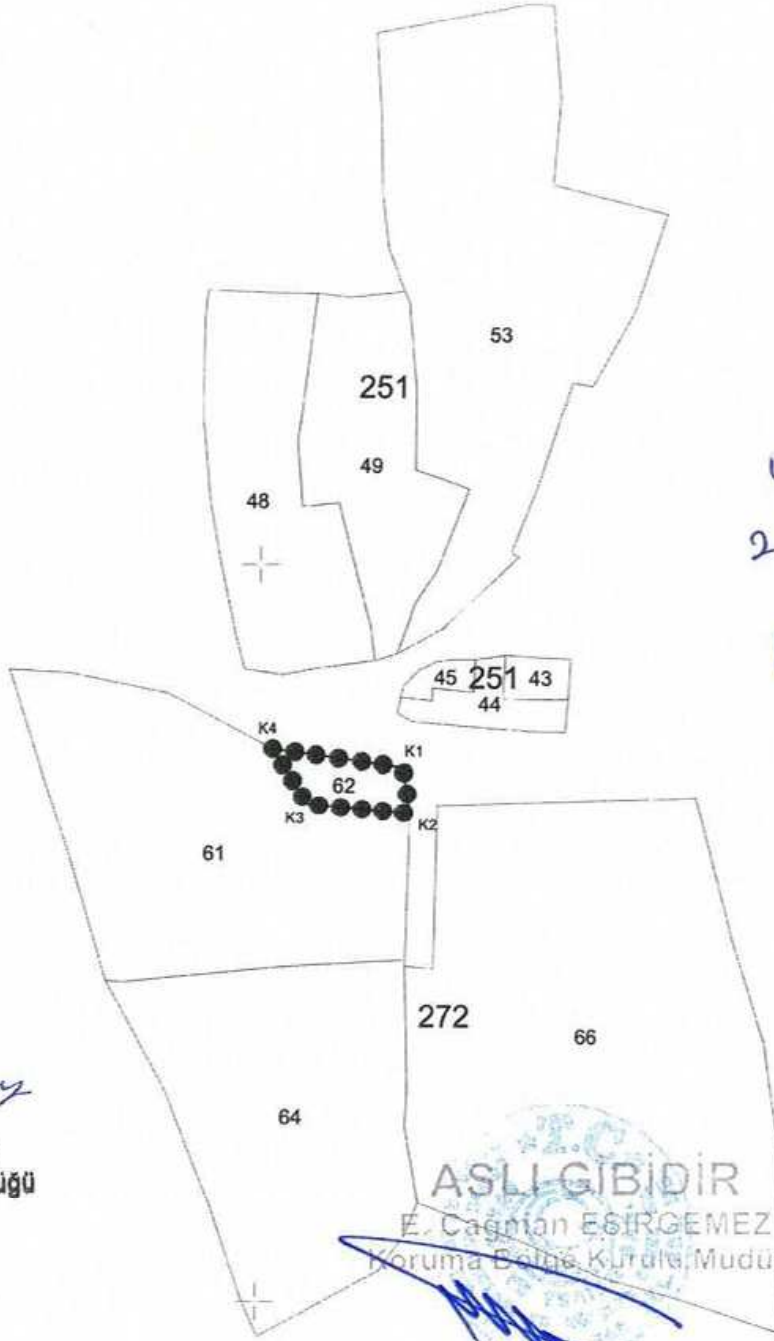 53
251
49
48
2
45 251 43
44
K4
K1
62
K3
K2
61
272
66
64
T.C.
ASLI GİBİDİR
E. Çağman ESİRGEMEZ
Koruma Bölge Kurulu Müdü